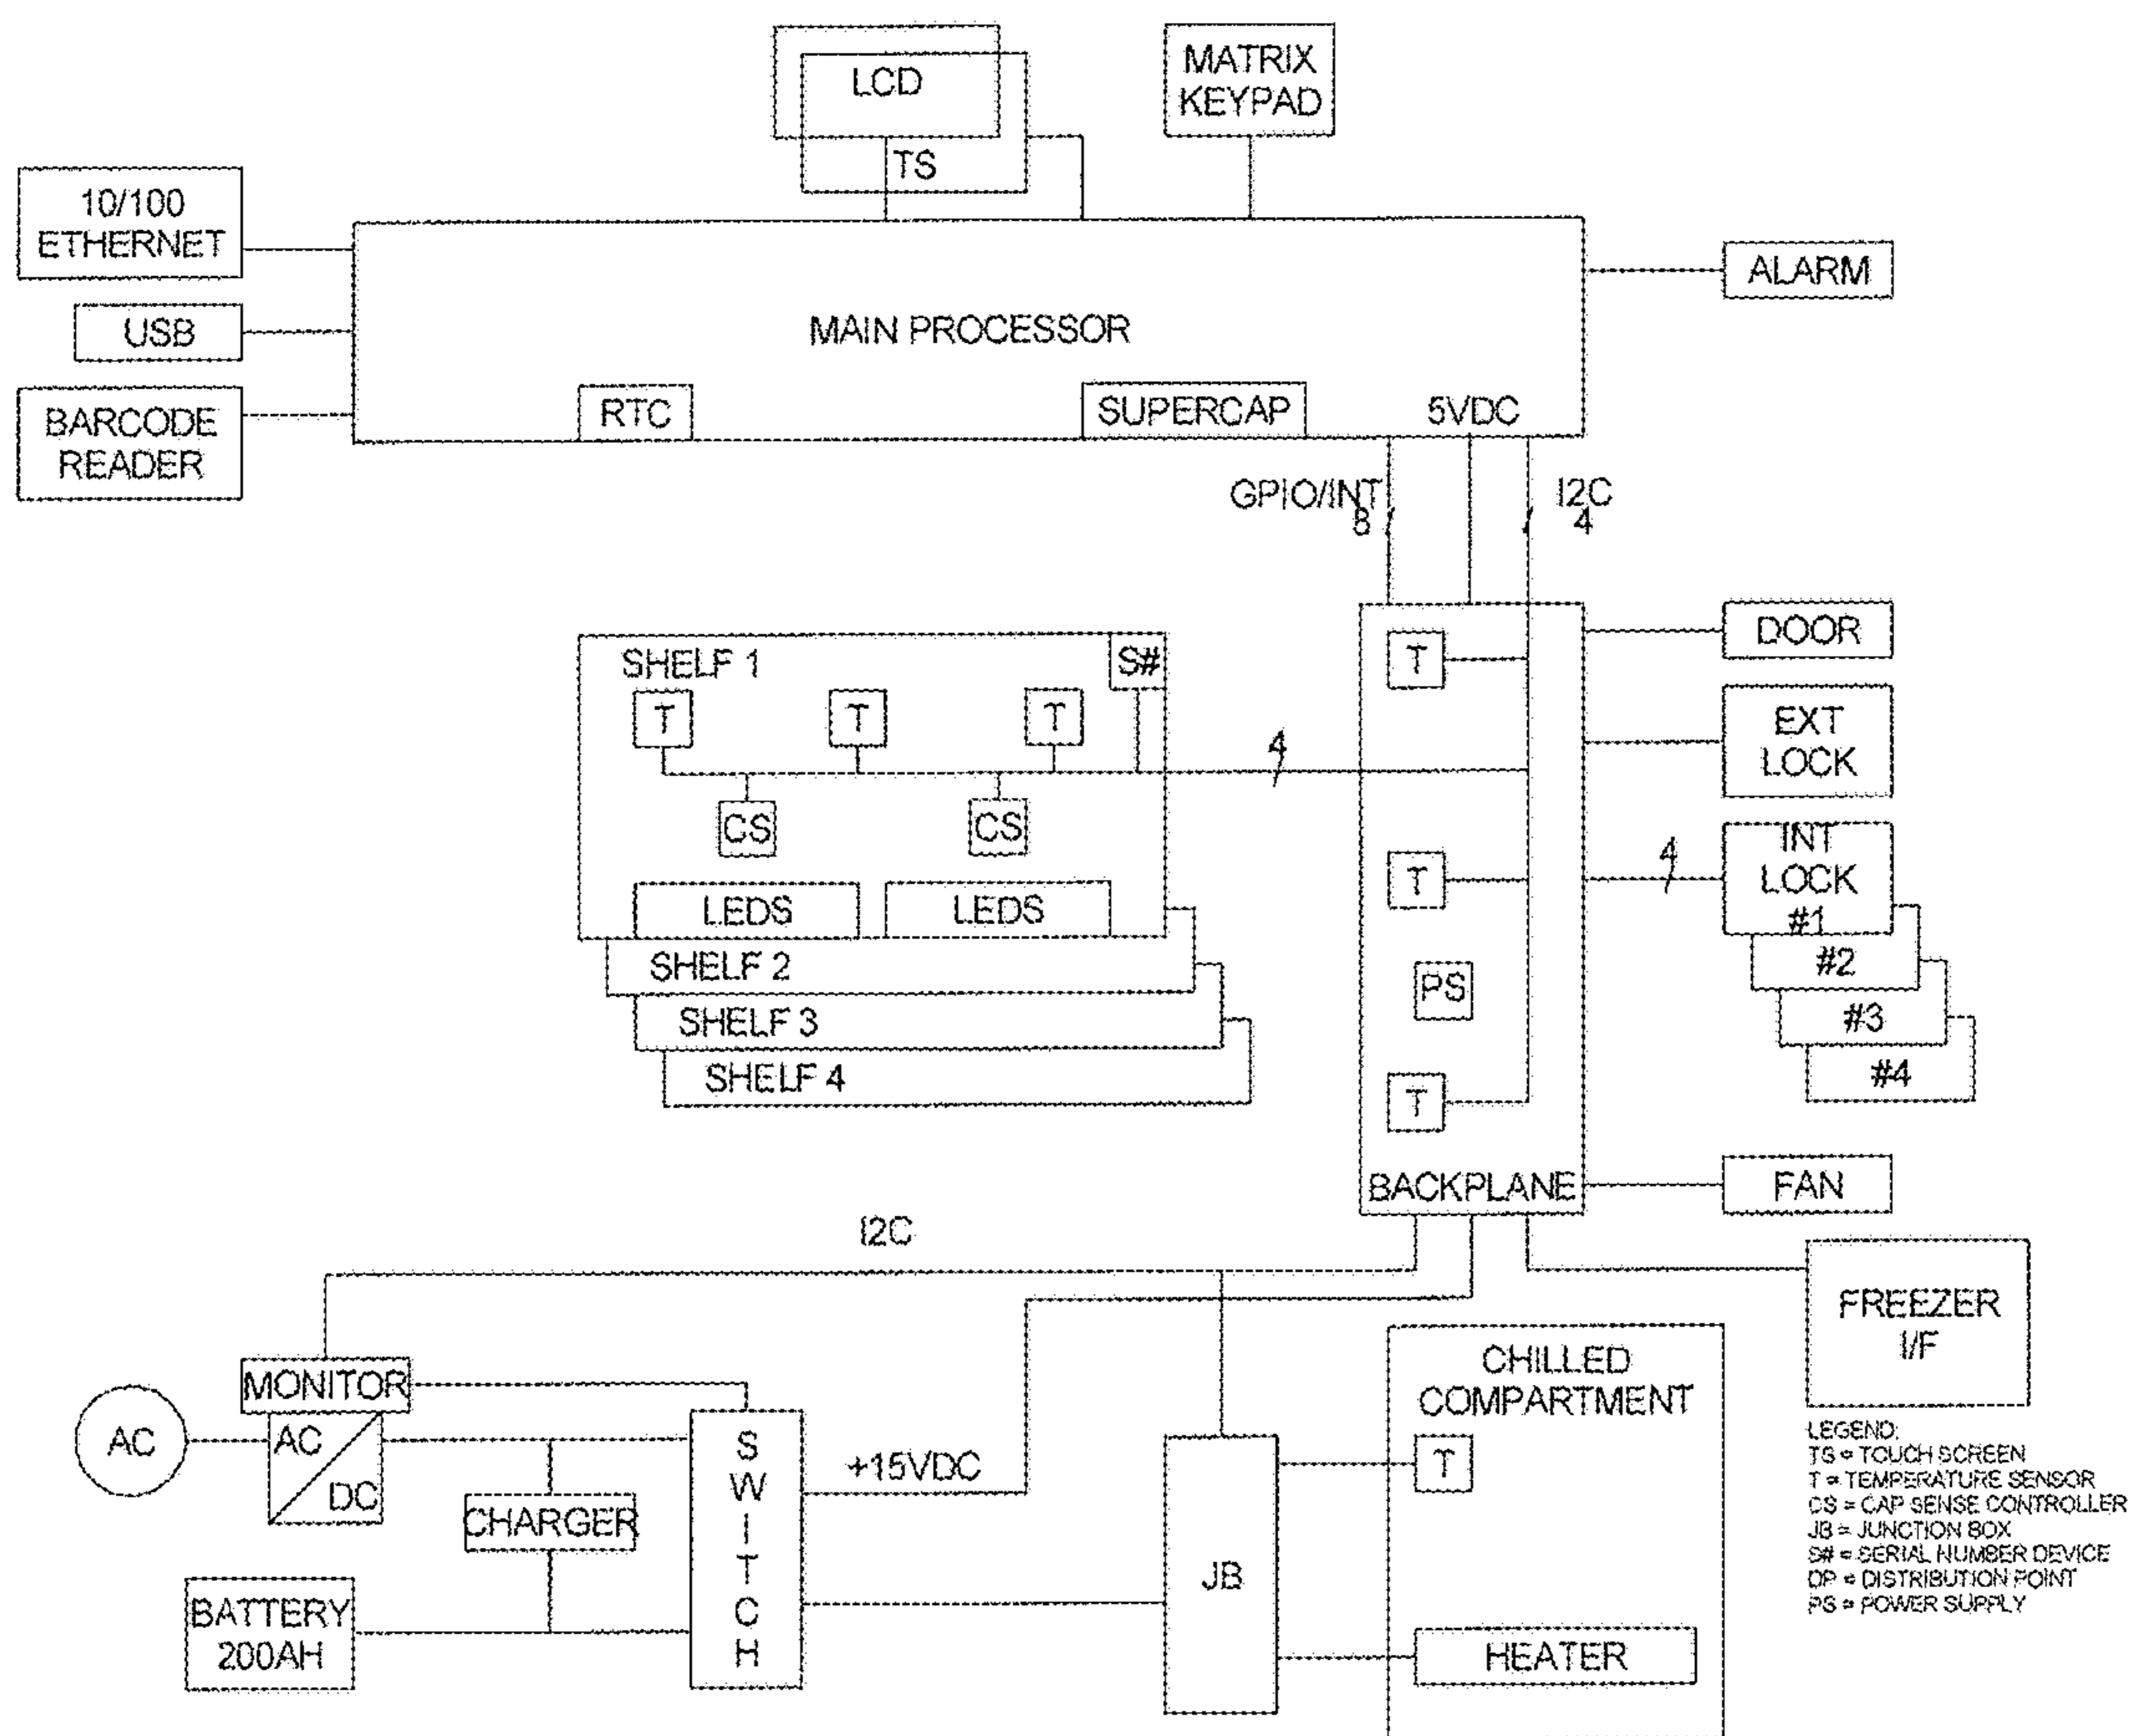 LCD
TS
MATRIX
KEYPAD
10/100
ETHERNET
USB
BARCODE
READER
MAIN PROCESSOR
RTC
SUPERCAP
5VDC
ALARM
GPIO/INT
8
I2C
4
SHELF 1
S#
T
T
T
CS
CS
LEDS
LEDS
SHELF 2
SHELF 3
SHELF 4
4
T
T
PS
T
BACKPLANE
DOOR
EXT
LOCK
4
INT
LOCK
#1
#2
#3
#4
FAN
I2C
FREEZER
I/F
MONITOR
AC
AC
DC
CHARGER
BATTERY
200AH
S
W
I
T
C
H
+15VDC
JB
CHILLED
COMPARTMENT
T
HEATER
LEGEND:
TS = TOUCH SCREEN
T = TEMPERATURE SENSOR
CS = CAP SENSE CONTROLLER
JB = JUNCTION BOX
S# = SERIAL NUMBER DEVICE
DP = DISTRIBUTION POINT
PS = POWER SUPPLY